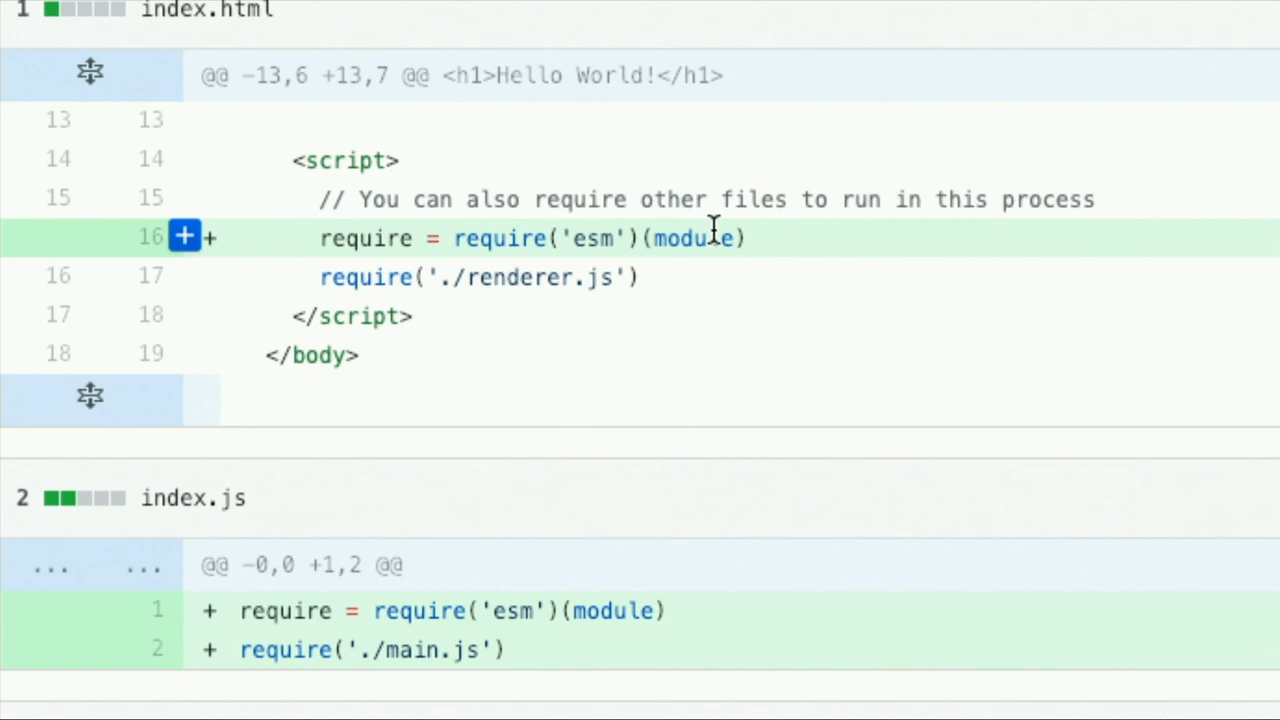 1 index.html
@@ -13,6 +13,7 @@ <h1>Hello World!</h1>
13 13
14 14 <script>
15 15 // You can also require other files to run in this process
16 + + require = require('esm')(module)
16 17 require('./renderer.js')
17 18 </script>
18 19 </body>
2 index.js
... ... @@ -0,0 +1,2 @@
1 + require = require('esm')(module)
2 + require('./main.js')